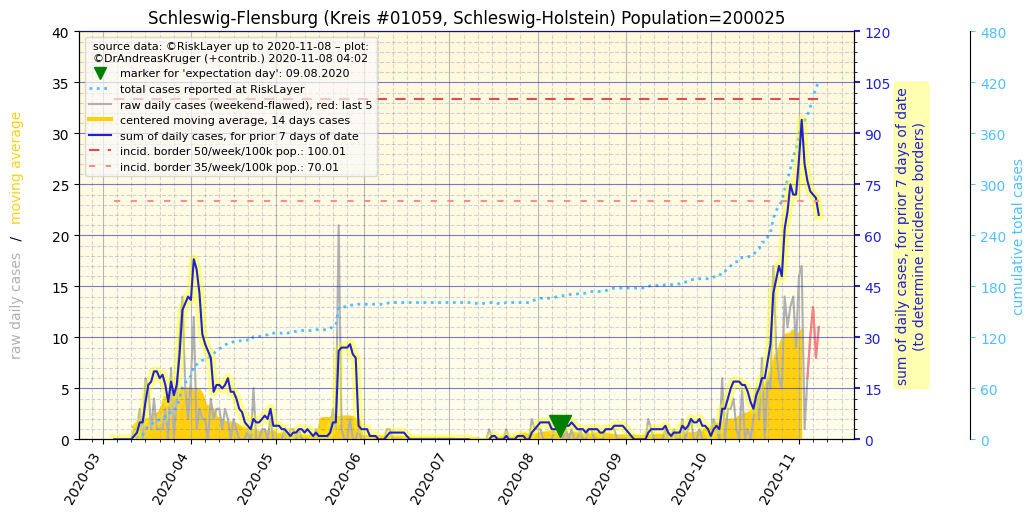 Schleswig-Flensburg (Kreis #01059, Schleswig-Holstein) Population=200025
source data: ©RiskLayer up to 2020-11-08 – plot:
©DrAndreasKruger (+contrib.) 2020-11-08 04:02
marker for 'expectation day': 09.08.2020
total cases reported at RiskLayer
raw daily cases (weekend-flawed), red: last 5
centered moving average, 14 days cases
sum of daily cases, for prior 7 days of date
incid. border 50/week/100k pop.: 100.01
incid. border 35/week/100k pop.: 70.01
raw daily cases / moving average
40
35
30
25
20
15
10
5
0
2020-03
2020-04
2020-05
2020-06
2020-07
2020-08
2020-09
2020-10
2020-11
120
105
90
75
60
45
30
15
0
sum of daily cases, for prior 7 days of date
(to determine incidence borders)
480
420
360
300
240
180
120
60
0
cumulative total cases